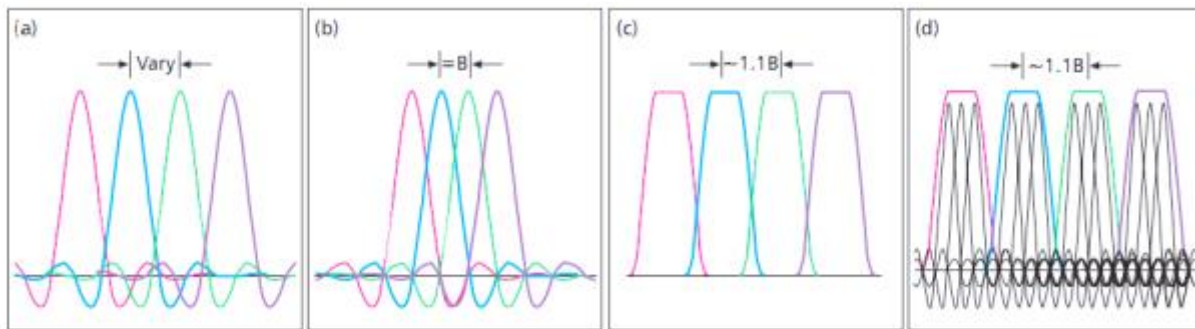 (a)
Vary
(b)
=B
(c)
~1.1B
(d)
~1.1B